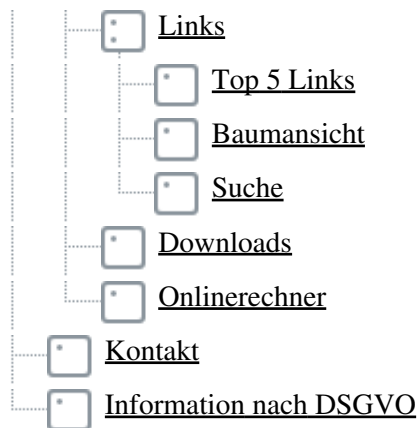 Links
Top 5 Links
Baumansicht
Suche
Downloads
Onlinerechner
Kontakt
Information nach DSGVO